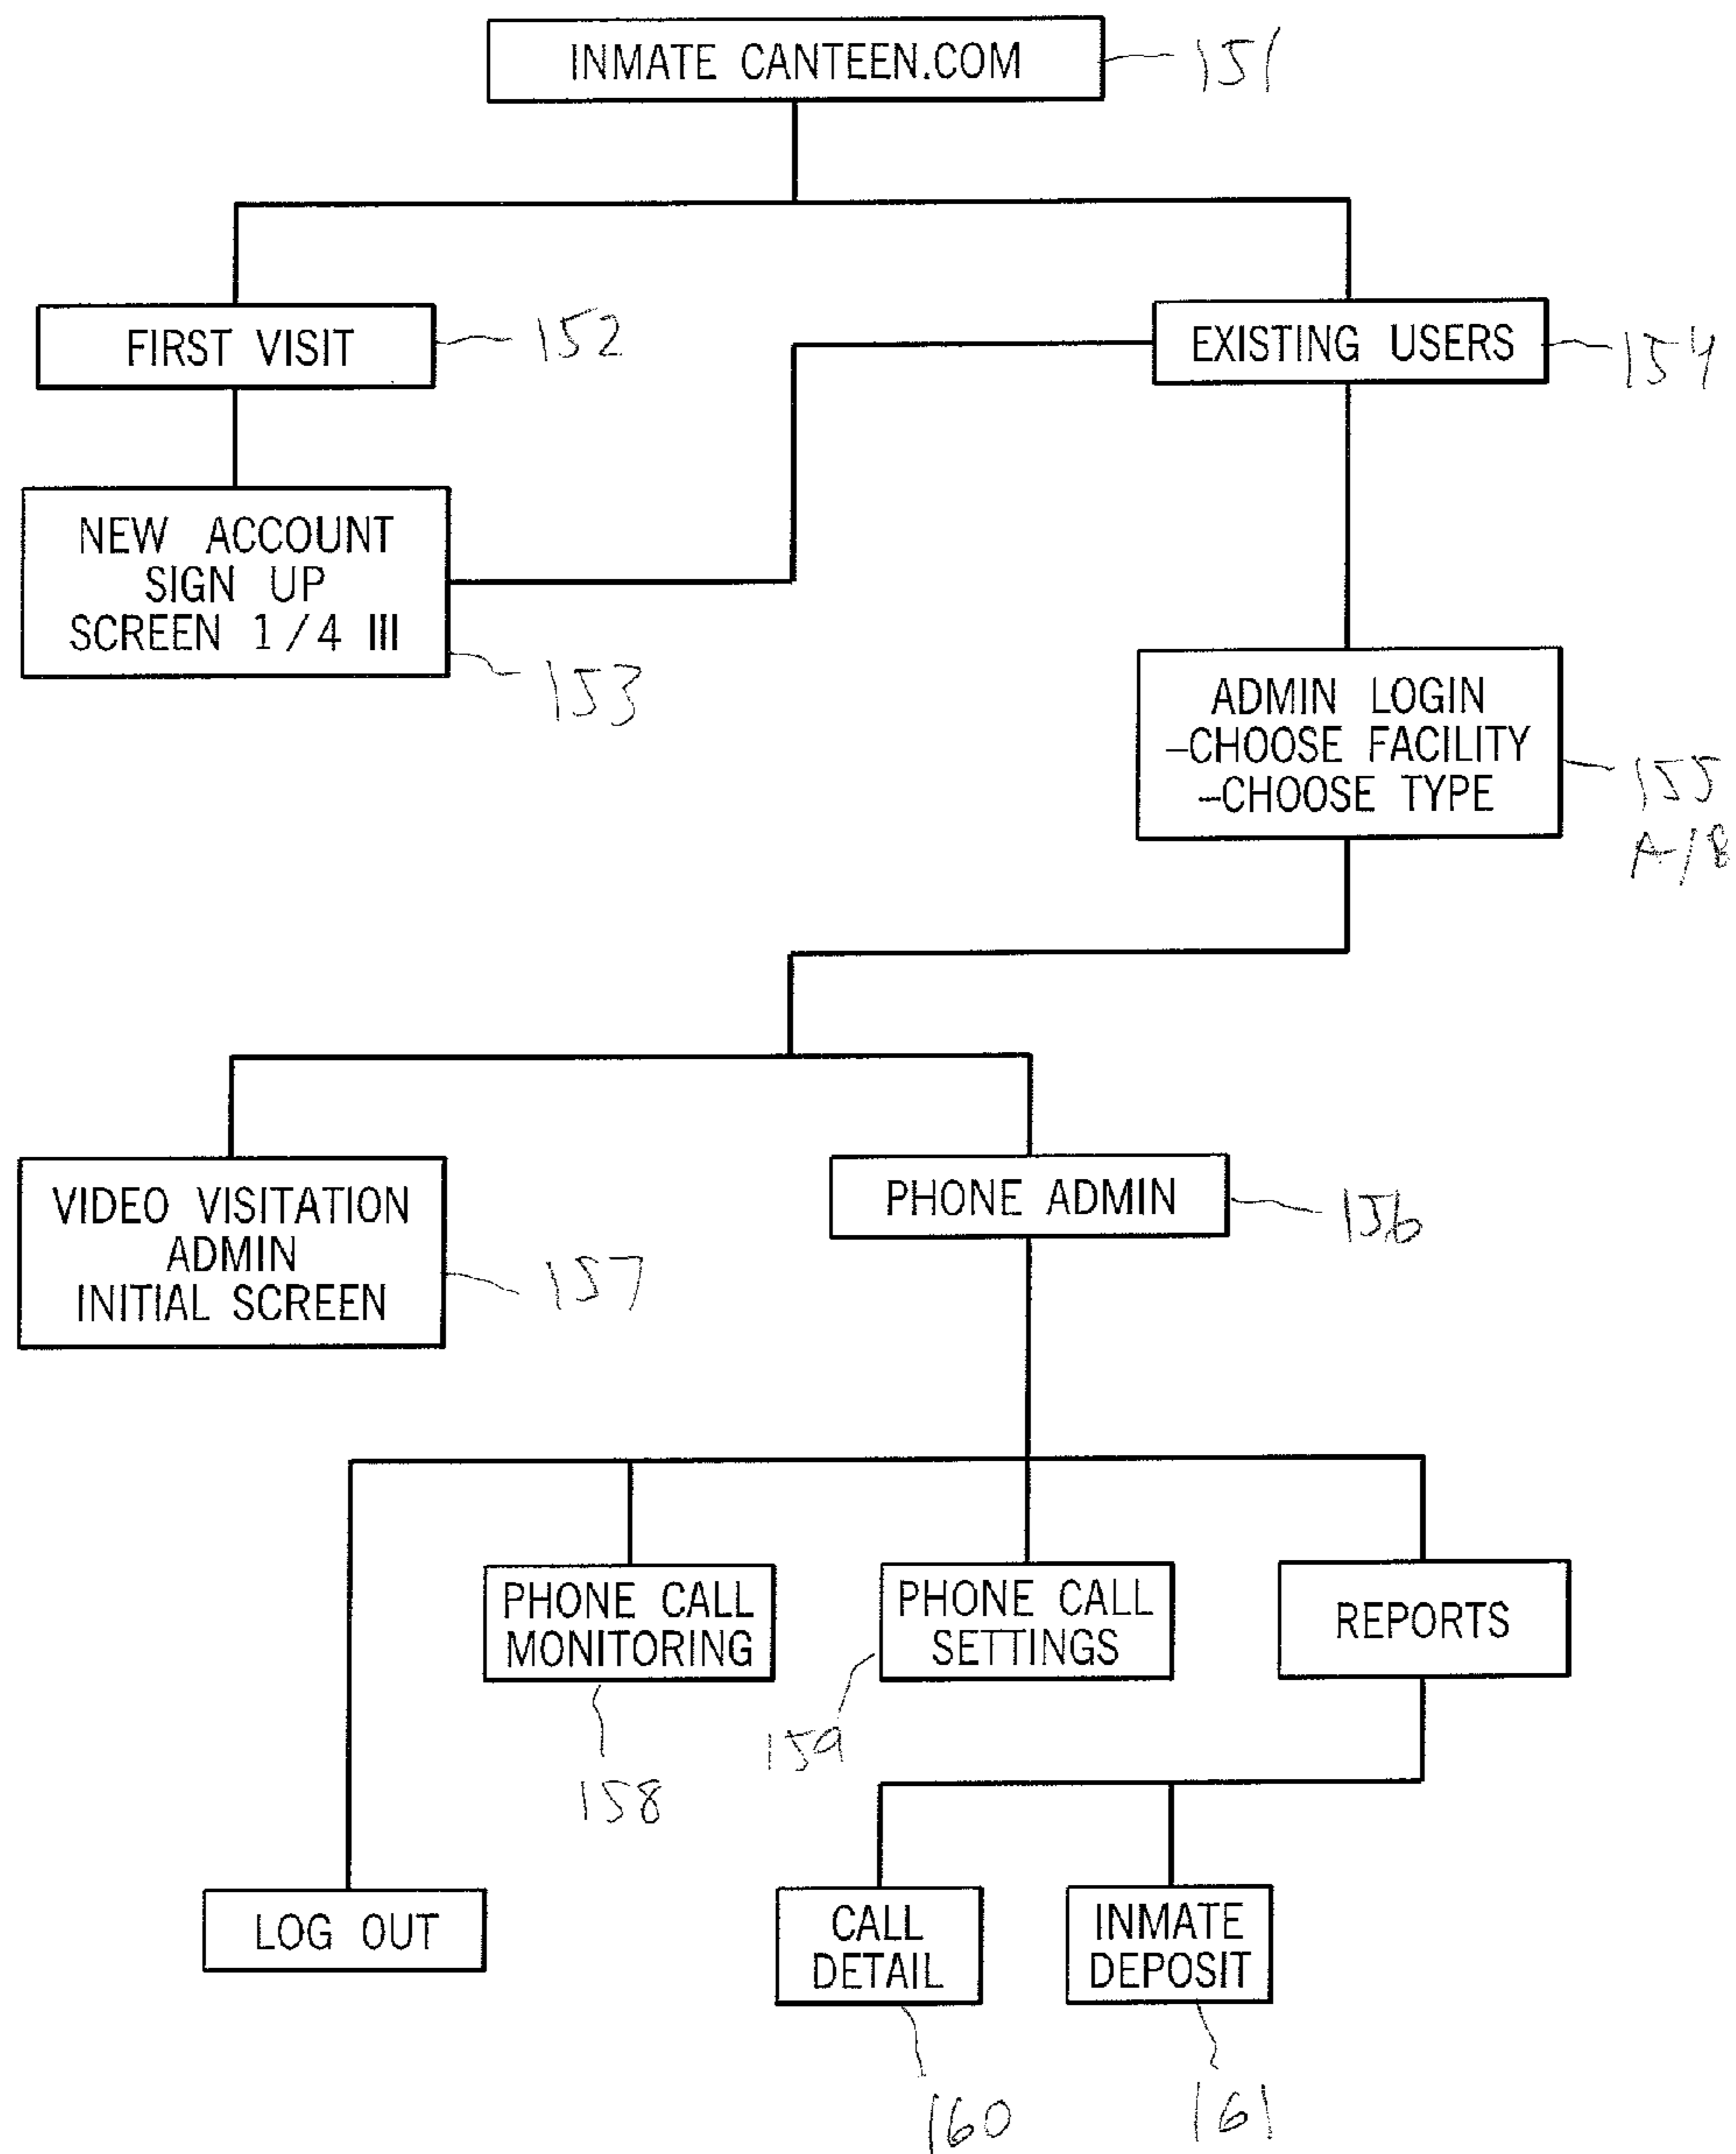 INMATE CANTEEN.COM
151
FIRST VISIT
152
EXISTING USERS
154
NEW ACCOUNT
SIGN UP
SCREEN 1/4 III
153
ADMIN LOGIN
-CHOOSE FACILITY
-CHOOSE TYPE
155
A/B
VIDEO VISITATION
ADMIN
INITIAL SCREEN
157
PHONE ADMIN
156
PHONE CALL
MONITORING
158
PHONE CALL
SETTINGS
159
REPORTS
LOG OUT
CALL
DETAIL
160
INMATE
DEPOSIT
161